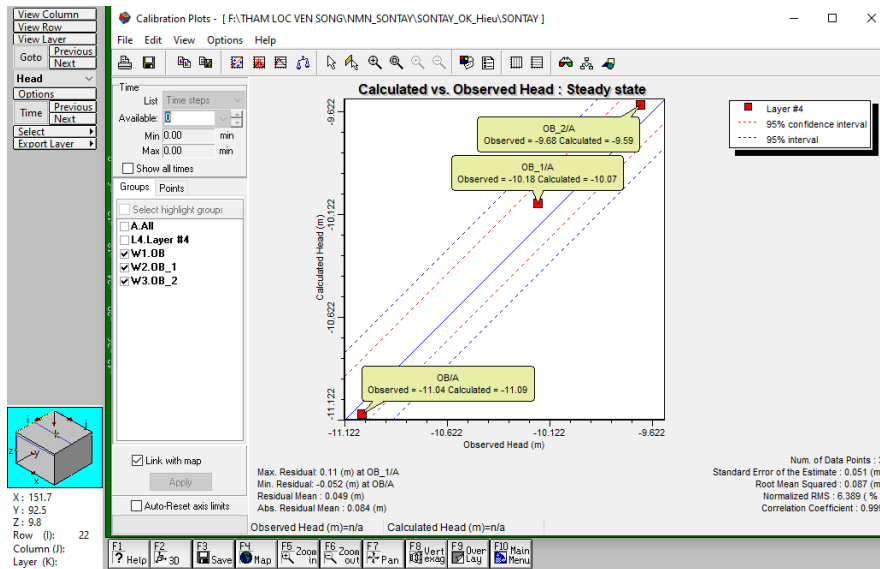 View Column
View Row
View Layer
Goto
Previous
Next
Head
Options
Time
Previous
Next
Select
Export Layer
X : 151.7
Y : 92.5
Z : 9.8
Row (I): 22
Column (J):
Layer (K):
Calibration Plots - [ F:\THAM LOC VEN SONG\NMN_SONTAY\SONTAY_OK_Hieu\SONTAY ]
File Edit View Options Help
Time
List Time steps
Available: 0
Min 0.00 min
Max 0.00 min
Show all times
Groups Points
Select highlight group:
A.All
L4.Layer #4
W1.OB
W2.OB_1
W3.OB_2
Link with map
Apply
Auto-Reset axis limits
Calculated vs. Observed Head : Steady state
Layer #4
95% confidence interval
95% interval
OB_2/A
Observed = -9.68 Calculated = -9.59
OB_1/A
Observed = -10.18 Calculated = -10.07
OB/A
Observed = -11.04 Calculated = -11.09
Calculated Head (m)
-9.622
-10.122
-10.622
-11.122
-11.122 -10.622 -10.122 -9.622
Observed Head (m)
Max. Residual: 0.11 (m) at OB_1/A
Min. Residual: -0.052 (m) at OB/A
Residual Mean : 0.049 (m)
Abs. Residual Mean : 0.084 (m)
Num. of Data Points :
Standard Error of the Estimate : 0.051 (m)
Root Mean Squared : 0.087 (m)
Normalized RMS : 6.389 ( %
Correlation Coefficient : 0.999
Observed Head (m)=n/a Calculated Head (m)=n/a
F1 ? Help
F2 3D
F3 Save
F4 Map
F5 Zoom in
F6 Zoom out
F7 Pan
F8 Vert exag
F9 Over Lay
F10 Main Menu